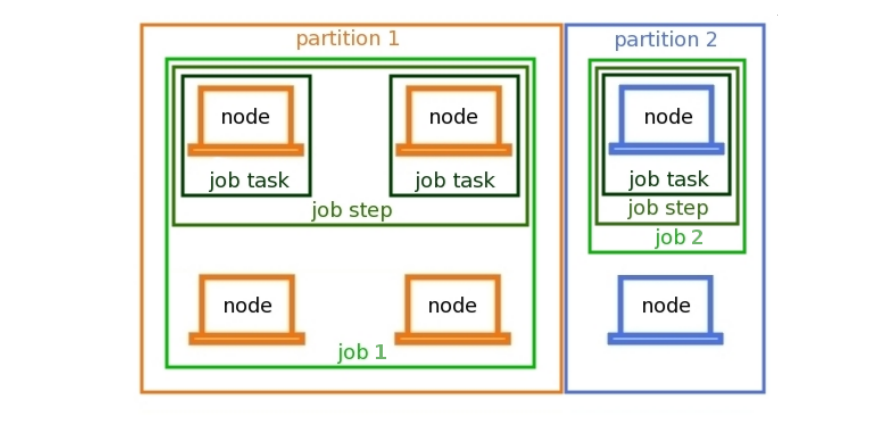 partition 1
partition 2
node
node
node
job task
job task
job task
job step
job step
job 2
node
node
node
job 1